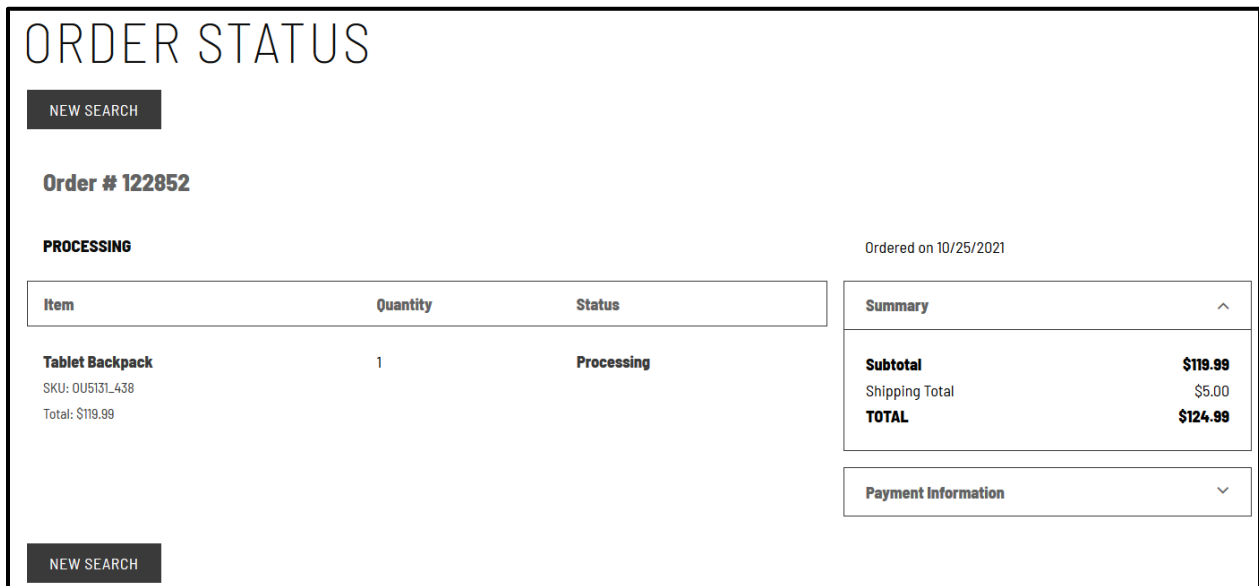 ORDER STATUS
NEW SEARCH
Order # 122852
PROCESSING
Ordered on 10/25/2021
Item Quantity Status
Tablet Backpack 1 Processing
SKU: OU5131_438
Total: $119.99
Summary
Subtotal $119.99
Shipping Total $5.00
TOTAL $124.99
Payment Information
NEW SEARCH